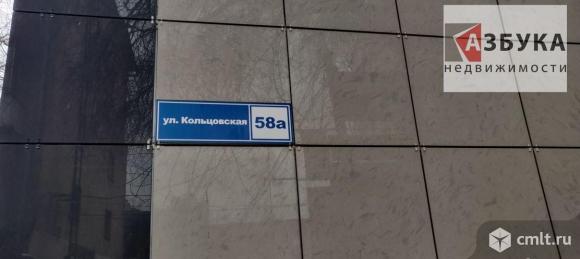 АЗБУКА
НЕДВИЖИМОСТИ
ул. Кольцовская 58а
cmlt.ru